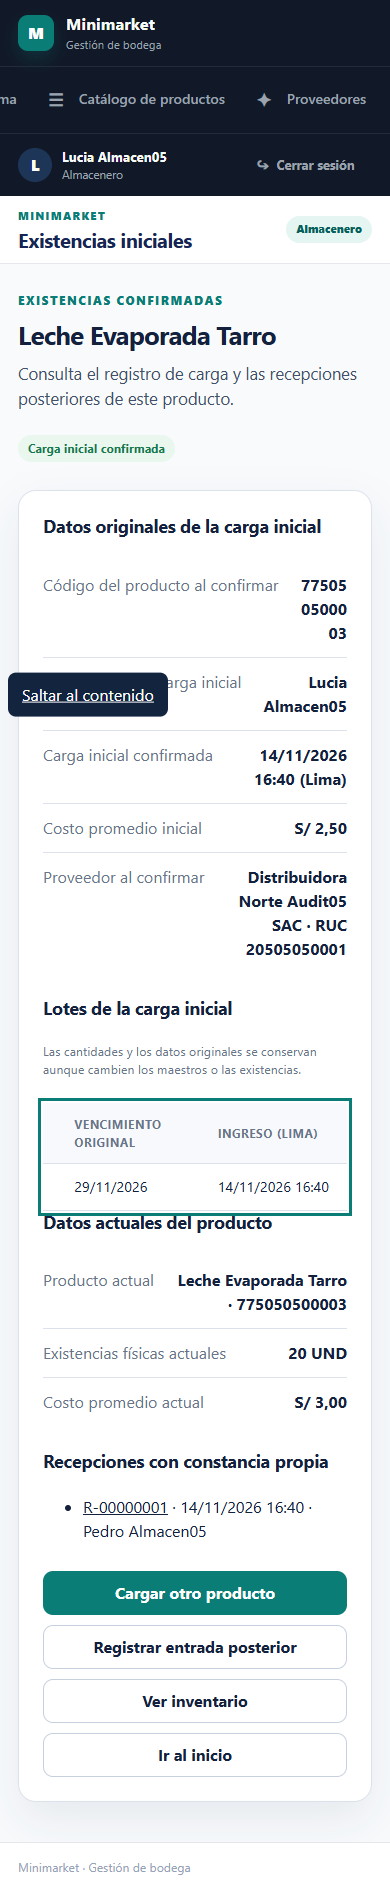 M
Minimarket
Gestión de bodega
ma
Catálogo de productos
Proveedores
L
Lucia Almacen05
Almacenero
Cerrar sesión
MINIMARKET
Existencias iniciales
Almacenero
EXISTENCIAS CONFIRMADAS
Leche Evaporada Tarro
Consulta el registro de carga y las recepciones
posteriores de este producto.
Carga inicial confirmada
Datos originales de la carga inicial
Código del producto al confirmar
77505
05000
03
Saltar al contenido
arga inicial
Lucia
Almacen05
Carga inicial confirmada
14/11/2026
16:40 (Lima)
Costo promedio inicial
S/ 2,50
Proveedor al confirmar
Distribuidora
Norte Audit05
SAC · RUC
20505050001
Lotes de la carga inicial
Las cantidades y los datos originales se conservan
aunque cambien los maestros o las existencias.
VENCIMIENTO
ORIGINAL
INGRESO (LIMA)
29/11/2026
14/11/2026 16:40
Datos actuales del producto
Producto actual
Leche Evaporada Tarro
· 775050500003
Existencias físicas actuales
20 UND
Costo promedio actual
S/ 3,00
Recepciones con constancia propia
R-00000001 · 14/11/2026 16:40 ·
Pedro Almacen05
Cargar otro producto
Registrar entrada posterior
Ver inventario
Ir al inicio
Minimarket · Gestión de bodega